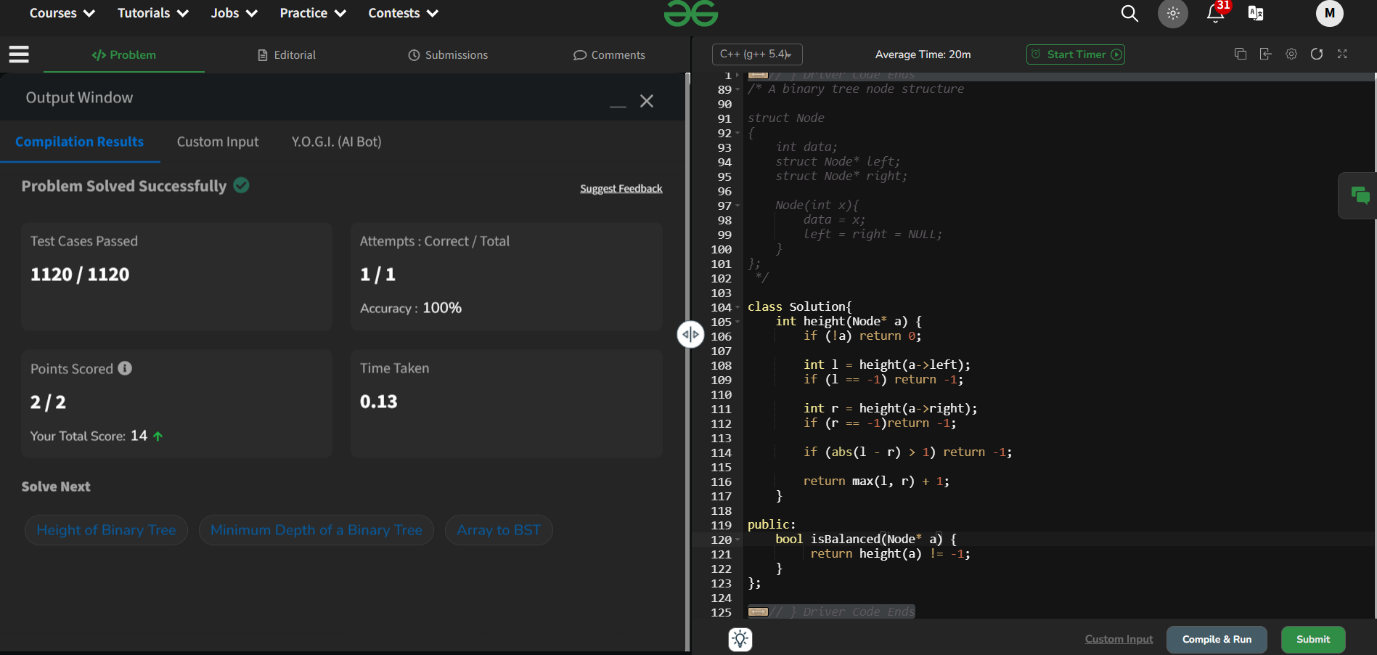 Courses Tutorials Jobs Practice Contests
31
M
</> Problem Editorial Submissions Comments
C++ (g++ 5.4) Average Time: 20m Start Timer
Output Window
Compilation Results Custom Input Y.O.G.I. (AI Bot)
Problem Solved Successfully
Suggest Feedback
Test Cases Passed
1120 / 1120
Attempts : Correct / Total
1 / 1
Accuracy : 100%
Points Scored
2 / 2
Your Total Score: 14
Time Taken
0.13
Solve Next
Height of Binary Tree Minimum Depth of a Binary Tree Array to BST
1 // } Driver Code Ends
89 /* A binary tree node structure
90
91 struct Node
92 {
93     int data;
94     struct Node* left;
95     struct Node* right;
96
97     Node(int x){
98         data = x;
99         left = right = NULL;
100     }
101 };
102  */
103
104 class Solution{
105     int height(Node* a) {
106         if (!a) return 0;
107
108         int l = height(a->left);
109         if (l == -1) return -1;
110
111         int r = height(a->right);
112         if (r == -1)return -1;
113
114         if (abs(l - r) > 1) return -1;
115
116         return max(l, r) + 1;
117     }
118
119 public:
120     bool isBalanced(Node* a) {
121          return height(a) != -1;
122     }
123 };
124
125 // } Driver Code Ends
Custom Input Compile & Run Submit